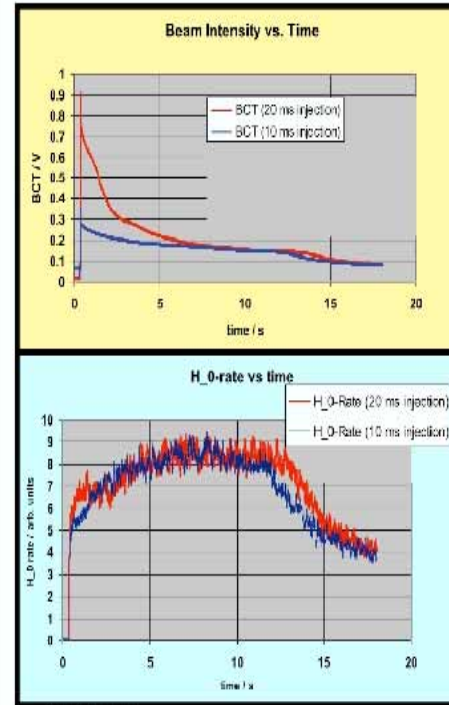 Beam Intensity vs. Time
1
0.9
0.8
0.7
0.6
0.5
0.4
0.3
0.2
0.1
0
BCT / V
BCT (20 ms injection)
BCT (10 ms injection)
0 5 10 15 20
time / s
H_0-rate vs time
H_0-Rate (20 ms injection)
H_0-Rate (10 ms injection)
10
9
8
7
6
5
4
3
2
1
0
H_0 rate / arb. units
0 5 10 15 20
time / s